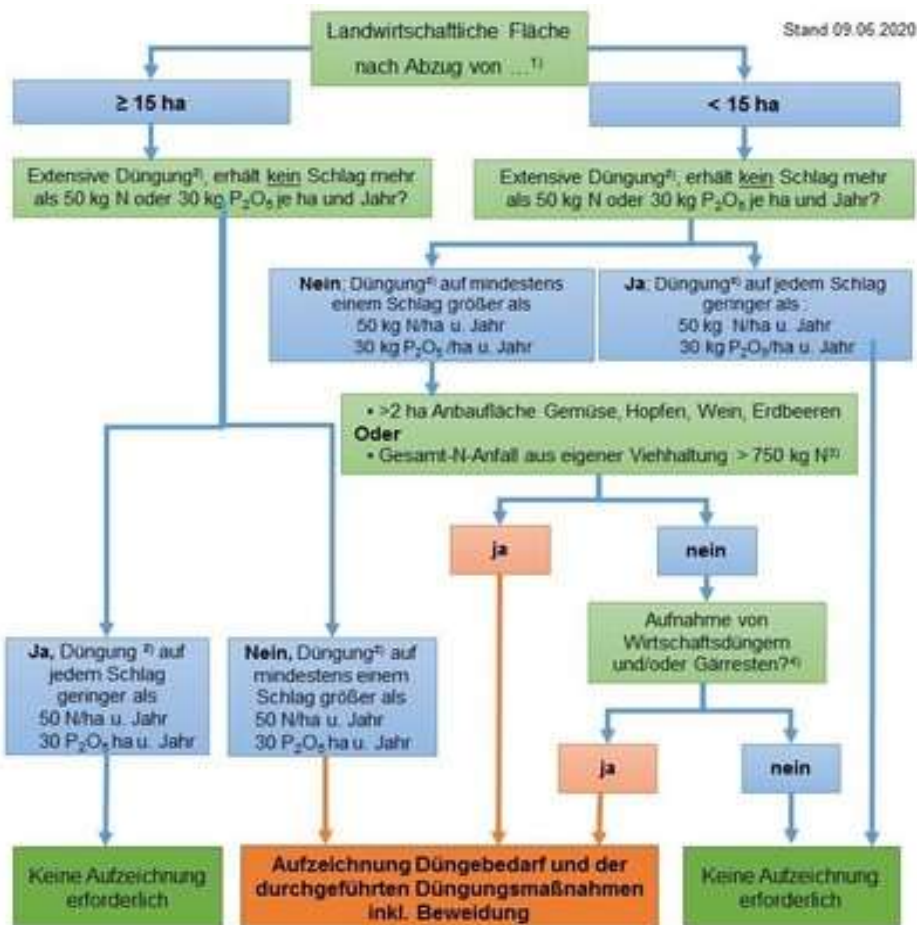 Stand 09.06.2020
Landwirtschaftliche Fläche
nach Abzug von …¹⁾
≥ 15 ha
< 15 ha
Extensive Düngung²⁾, erhält kein Schlag mehr
als 50 kg N oder 30 kg P₂O₅ je ha und Jahr?
Extensive Düngung²⁾, erhält kein Schlag mehr
als 50 kg N oder 30 kg P₂O₅ je ha und Jahr?
Nein; Düngung²⁾ auf mindestens
einem Schlag größer als
50 kg N/ha u. Jahr
30 kg P₂O₅ /ha u. Jahr
Ja; Düngung²⁾ auf jedem Schlag
geringer als :
50 kg N/ha u. Jahr
30 kg P₂O₅/ha u. Jahr
• >2 ha Anbaufläche Gemüse, Hopfen, Wein, Erdbeeren
Oder
• Gesamt-N-Anfall aus eigener Viehhaltung > 750 kg N³⁾
ja
nein
Aufnahme von
Wirtschaftsdüngern
und/oder Gärresten?⁴⁾
Ja, Düngung ²⁾ auf
jedem Schlag
geringer als
50 N/ha u. Jahr
30 P₂O₅ ha u. Jahr
Nein, Düngung²⁾ auf
mindestens einem
Schlag größer als
50 N/ha u. Jahr
30 P₂O₅ ha u. Jahr
ja
nein
Keine Aufzeichnung
erforderlich
Aufzeichnung Düngebedarf und der
durchgeführten Düngungsmaßnahmen
inkl. Beweidung
Keine Aufzeichnung
erforderlich